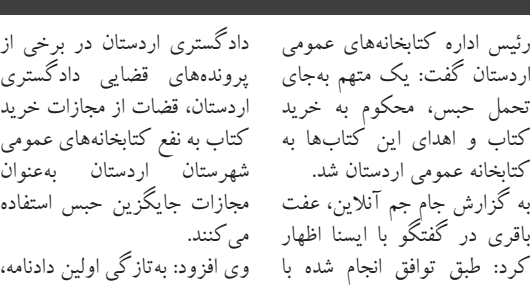 رئیس اداره کتابخانه‌های عمومی
اردستان گفت: یک متهم به‌جای
تحمل حبس، محکوم به خرید
کتاب و اهدای این کتاب‌ها به
کتابخانه عمومی اردستان شد.
به گزارش جام جم آنلاین، عفت
باقری در گفتگو با ایسنا اظهار
کرد: طبق توافق انجام شده با
دادگستری اردستان در برخی از
پرونده‌های قضایی دادگستری
اردستان، قضات از مجازات خرید
کتاب به نفع کتابخانه‌های عمومی
شهرستان اردستان به‌عنوان
مجازات جایگزین حبس استفاده
می‌کنند.
وی افزود: به‌تازگی اولین دادنامه،